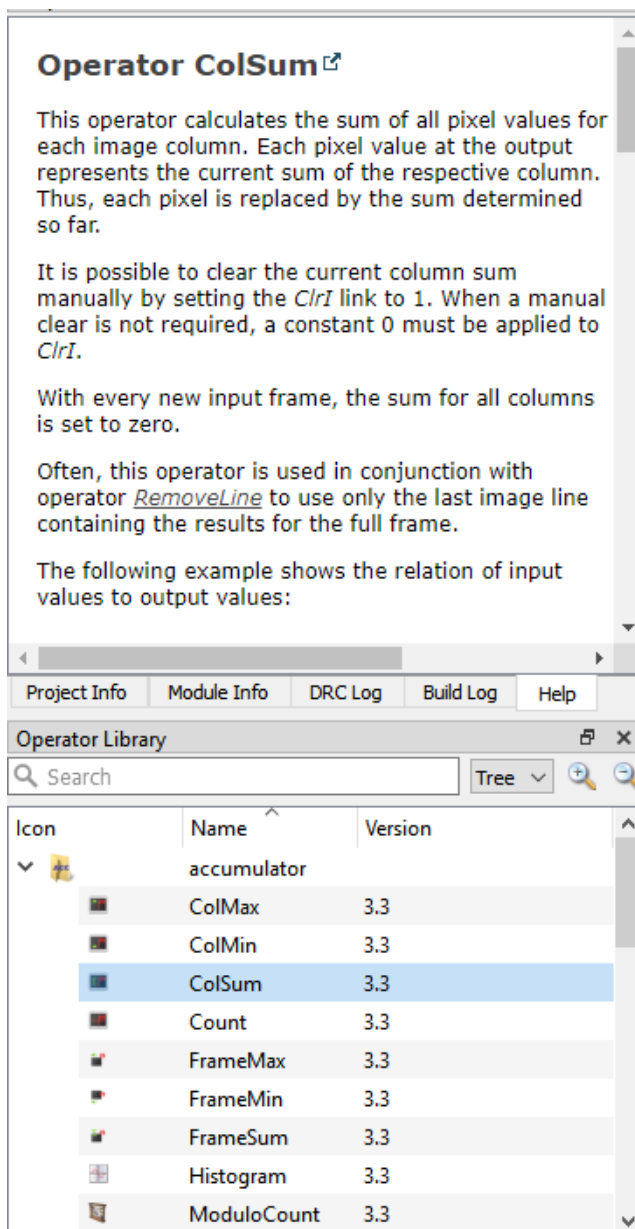 Operator ColSum
This operator calculates the sum of all pixel values for
each image column. Each pixel value at the output
represents the current sum of the respective column.
Thus, each pixel is replaced by the sum determined
so far.
It is possible to clear the current column sum
manually by setting the ClrI link to 1. When a manual
clear is not required, a constant 0 must be applied to
ClrI.
With every new input frame, the sum for all columns
is set to zero.
Often, this operator is used in conjunction with
operator RemoveLine to use only the last image line
containing the results for the full frame.
The following example shows the relation of input
values to output values:
Project Info Module Info DRC Log Build Log Help
Operator Library
Search Tree
Icon Name Version
accumulator
ColMax 3.3
ColMin 3.3
ColSum 3.3
Count 3.3
FrameMax 3.3
FrameMin 3.3
FrameSum 3.3
Histogram 3.3
ModuloCount 3.3